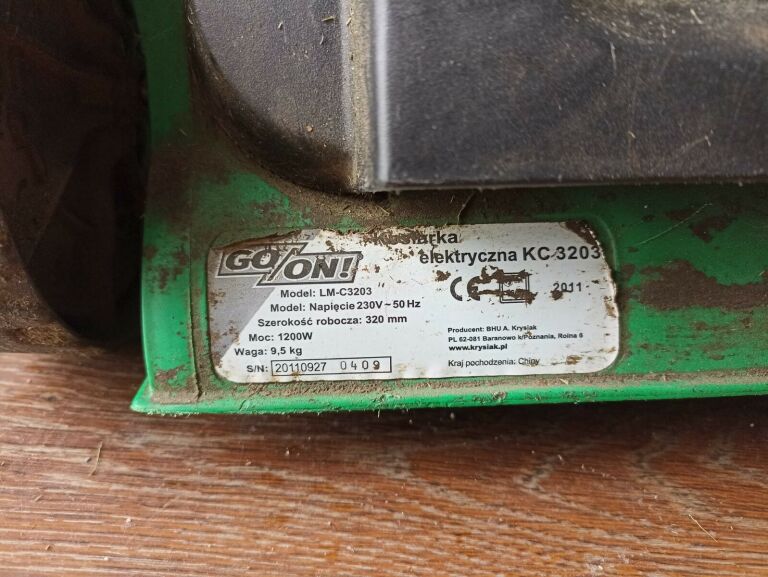 GO/ON!
Kosiarka
elektryczna KC 3203
Model: LM-C3203
Model: Napięcie 230V~50 Hz
Szerokość robocza: 320 mm
Moc: 1200W
Waga: 9,5 kg
S/N: 20110927 0409
CE 2011
Producent: BHU A. Krysiak
PL 62-081 Baranowo k/Poznania, Rolna 6
www.krysiak.pl
Kraj pochodzenia: Chiny